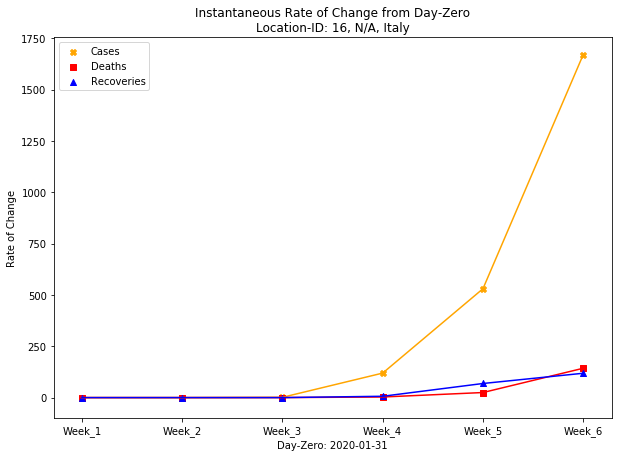 Instantaneous Rate of Change from Day-Zero
Location-ID: 16, N/A, Italy
Cases
Deaths
Recoveries
Rate of Change
1750
1500
1250
1000
750
500
250
0
Week_1 Week_2 Week_3 Week_4 Week_5 Week_6
Day-Zero: 2020-01-31